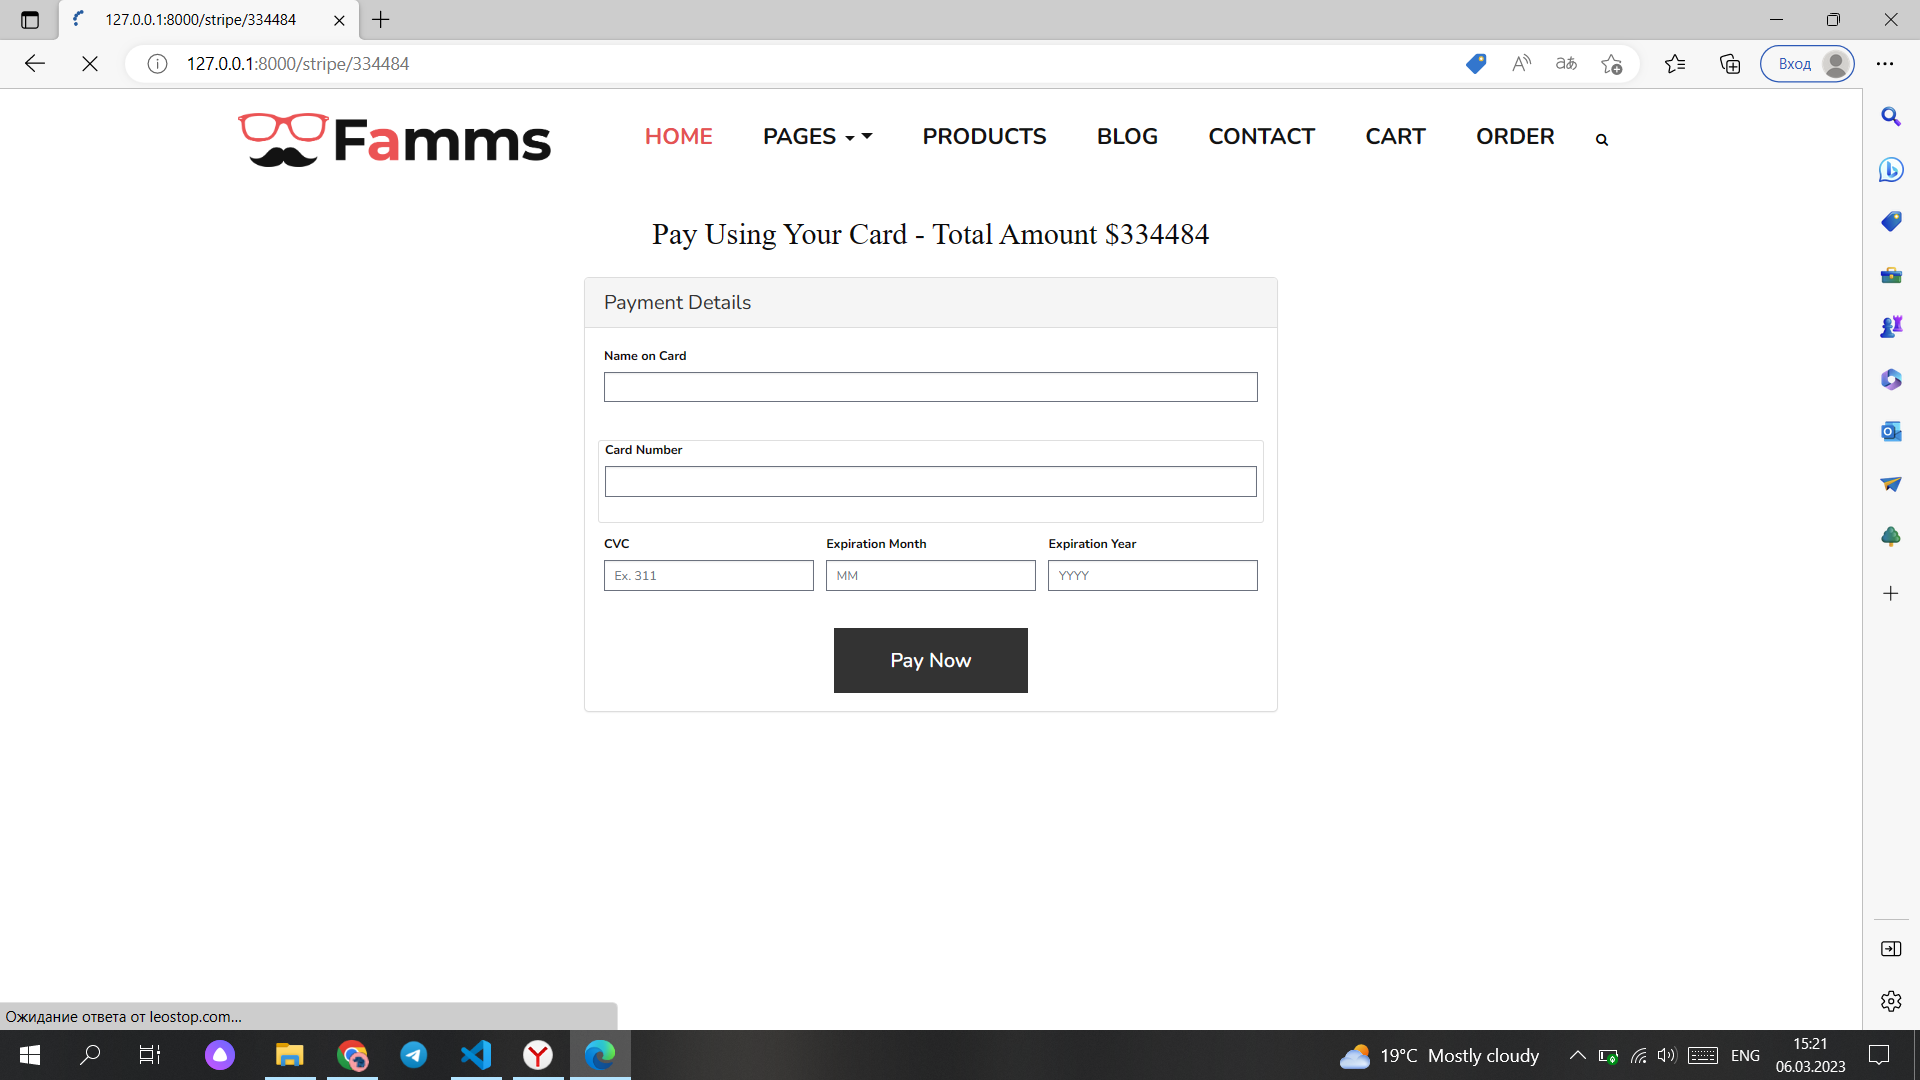 127.0.0.1:8000/stripe/334484
127.0.0.1:8000/stripe/334484
Вход
Famms
HOME PAGES PRODUCTS BLOG CONTACT CART ORDER
Pay Using Your Card - Total Amount $334484
Payment Details
Name on Card
Card Number
CVC Expiration Month Expiration Year
Ex. 311 MM YYYY
Pay Now
Ожидание ответа от leostop.com...
19°C Mostly cloudy
ENG
15:21
06.03.2023